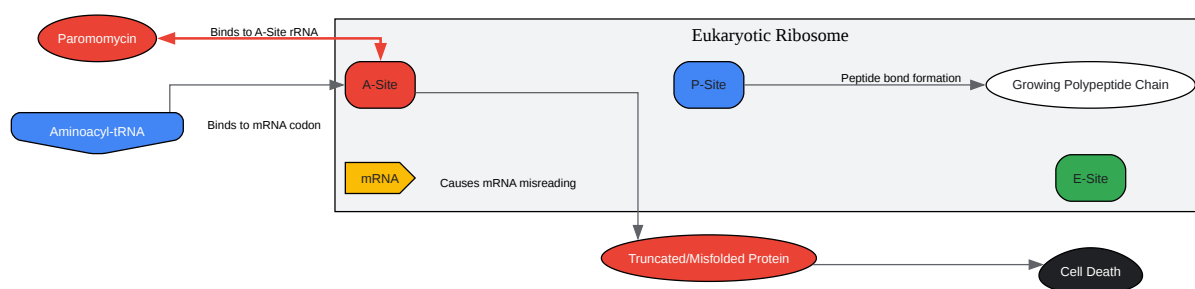 Paromomycin
Binds to A-Site rRNA
Eukaryotic Ribosome
A-Site
P-Site
Peptide bond formation
Growing Polypeptide Chain
Aminoacyl-tRNA
Binds to mRNA codon
mRNA
Causes mRNA misreading
E-Site
Truncated/Misfolded Protein
Cell Death